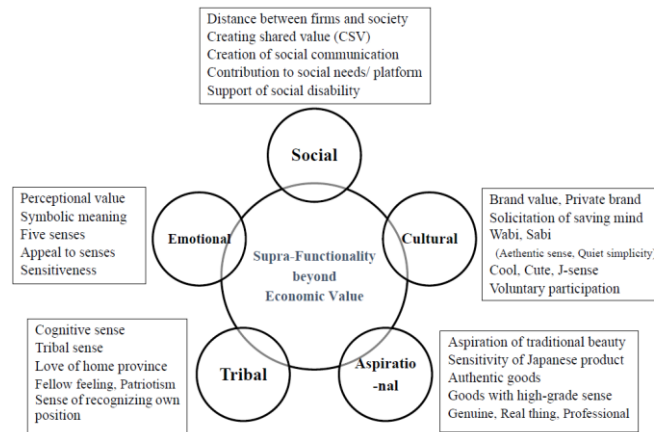 Distance between firms and society
Creating shared value (CSV)
Creation of social communication
Contribution to social needs/ platform
Support of social disability
Social
Perceptional value
Symbolic meaning
Five senses
Appeal to senses
Sensitiveness
Emotional
Supra-Functionality
beyond
Economic Value
Cultural
Brand value, Private brand
Solicitation of saving mind
Wabi, Sabi
(Aethentic sense, Quiet simplicity)
Cool, Cute, J-sense
Voluntary participation
Cognitive sense
Tribal sense
Love of home province
Fellow feeling, Patriotism
Sense of recognizing own
position
Tribal
Aspiratio
-nal
Aspiration of traditional beauty
Sensitivity of Japanese product
Authentic goods
Goods with high-grade sense
Genuine, Real thing, Professional